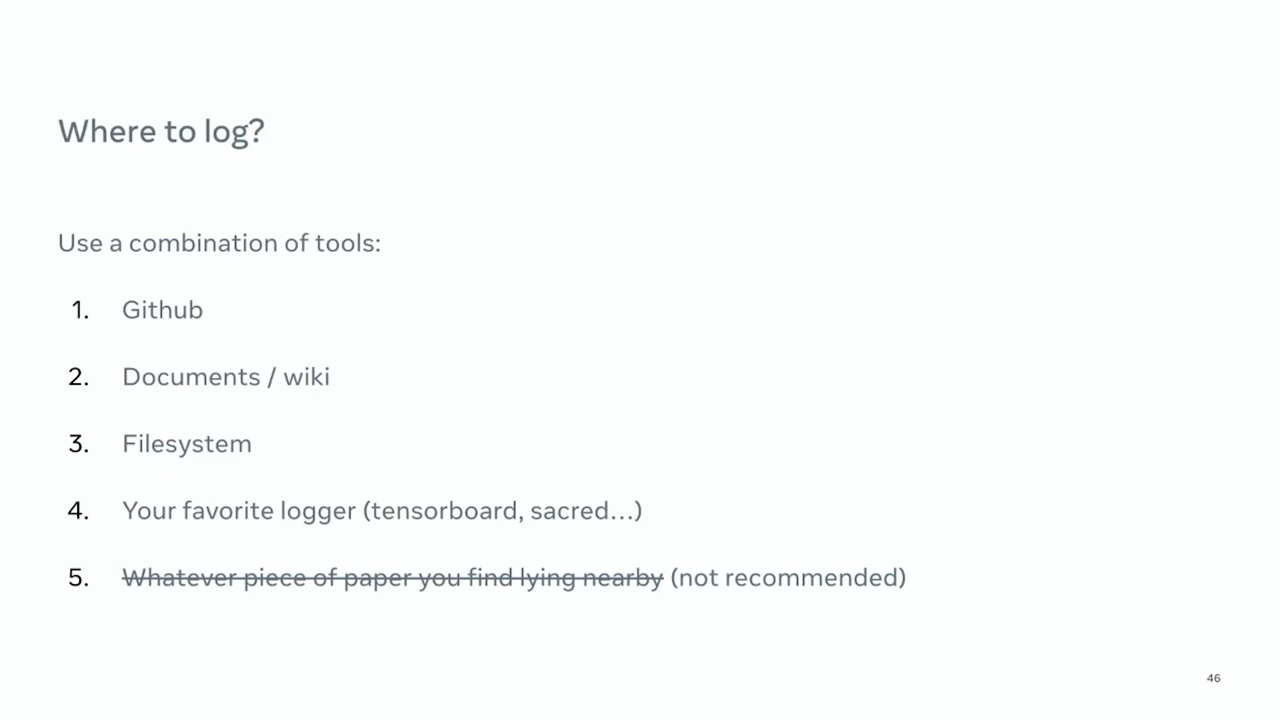 Where to log?
Use a combination of tools:
1. Github
2. Documents / wiki
3. Filesystem
4. Your favorite logger (tensorboard, sacred...)
5. Whatever piece of paper you find lying nearby (not recommended)
46